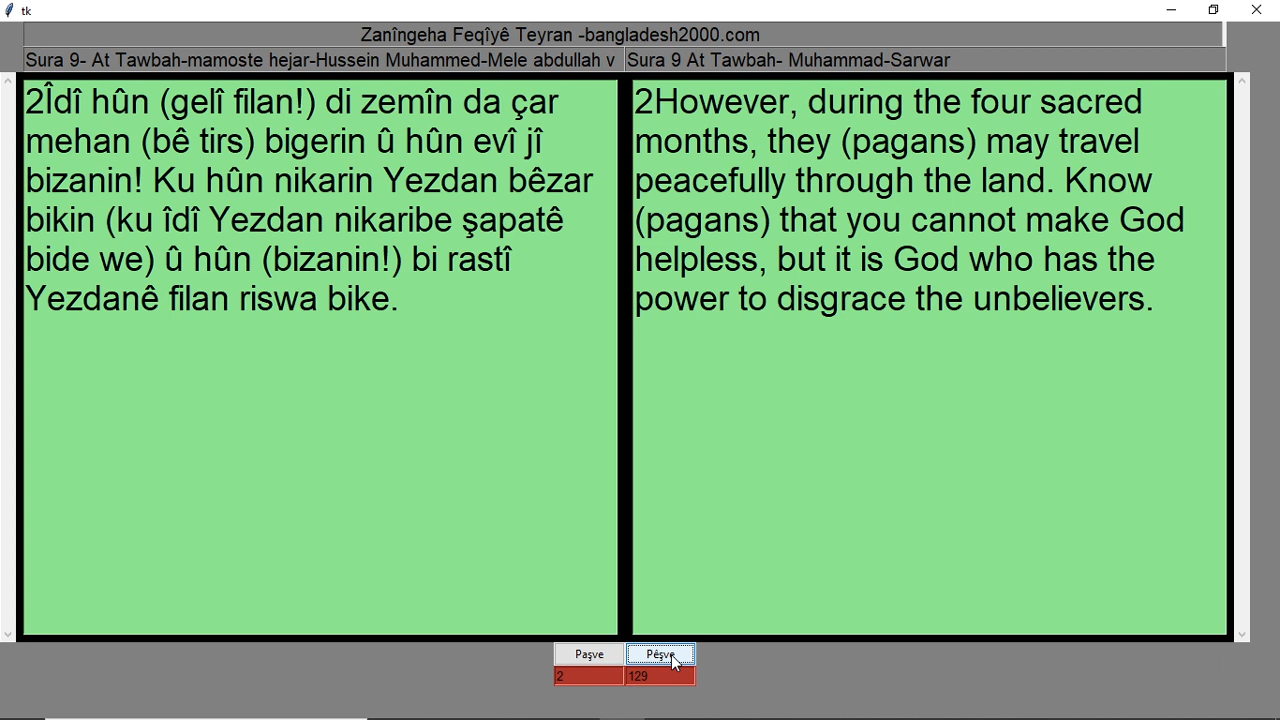 tk
Zanîngeha Feqîyê Teyran -bangladesh2000.com
Sura 9- At Tawbah-mamoste hejar-Hussein Muhammed-Mele abdullah v
Sura 9 At Tawbah- Muhammad-Sarwar
2Îdî hûn (gelî filan!) di zemîn da çar
mehan (bê tirs) bigerin û hûn evî jî
bizanin! Ku hûn nikarin Yezdan bêzar
bikin (ku îdî Yezdan nikaribe şapatê
bide we) û hûn (bizanin!) bi rastî
Yezdanê filan riswa bike.
2However, during the four sacred
months, they (pagans) may travel
peacefully through the land. Know
(pagans) that you cannot make God
helpless, but it is God who has the
power to disgrace the unbelievers.
Paşve
Pêşve
2
129